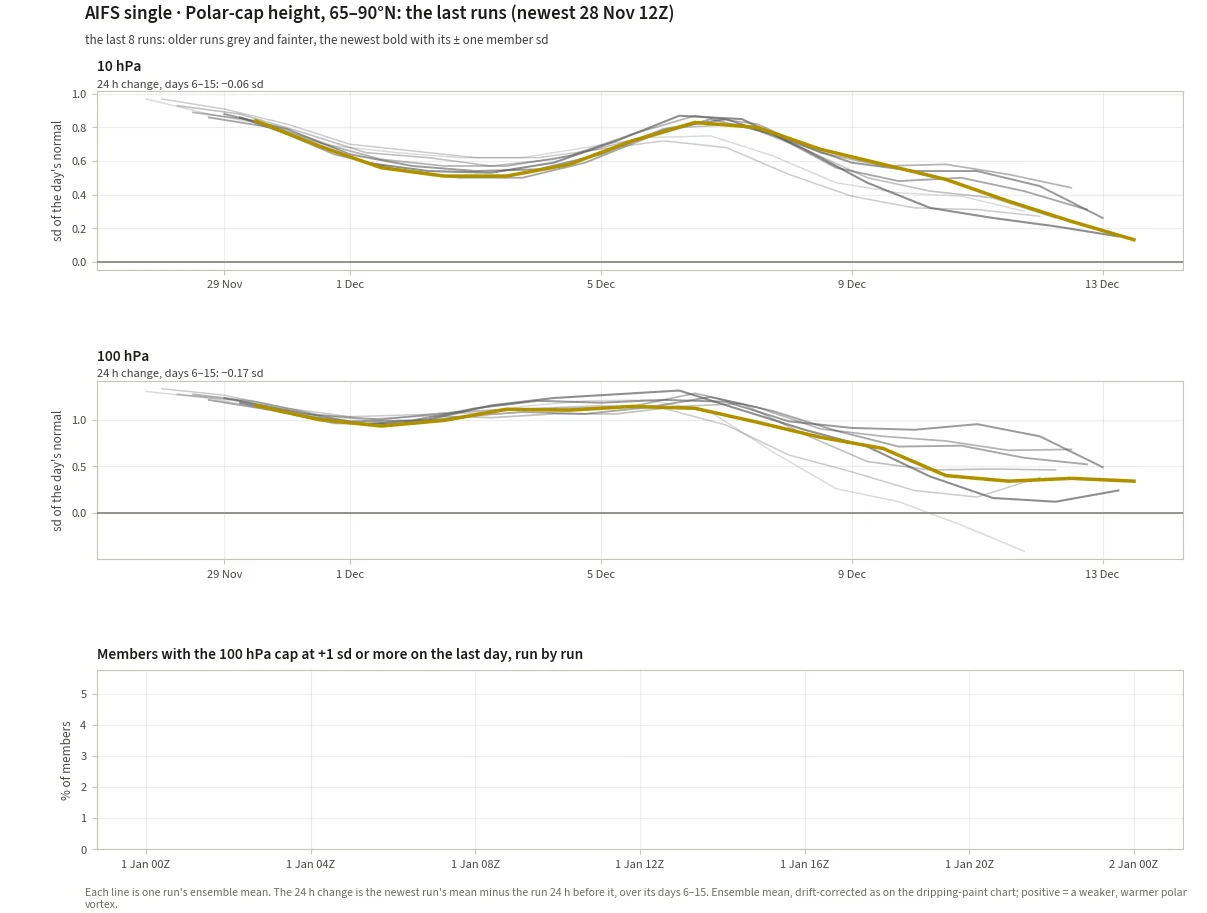 AIFS single · Polar-cap height, 65–90°N: the last runs (newest 28 Nov 12Z)
the last 8 runs: older runs grey and fainter, the newest bold with its ± one member sd
10 hPa
24 h change, days 6–15: −0.06 sd
sd of the day's normal
1.0
0.8
0.6
0.4
0.2
0.0
29 Nov
1 Dec
5 Dec
9 Dec
13 Dec
100 hPa
24 h change, days 6–15: −0.17 sd
sd of the day's normal
1.0
0.5
0.0
29 Nov
1 Dec
5 Dec
9 Dec
13 Dec
Members with the 100 hPa cap at +1 sd or more on the last day, run by run
% of members
5
4
3
2
1
0
1 Jan 00Z
1 Jan 04Z
1 Jan 08Z
1 Jan 12Z
1 Jan 16Z
1 Jan 20Z
2 Jan 00Z
Each line is one run's ensemble mean. The 24 h change is the newest run's mean minus the run 24 h before it, over its days 6–15. Ensemble mean, drift-corrected as on the dripping-paint chart; positive = a weaker, warmer polar
vortex.